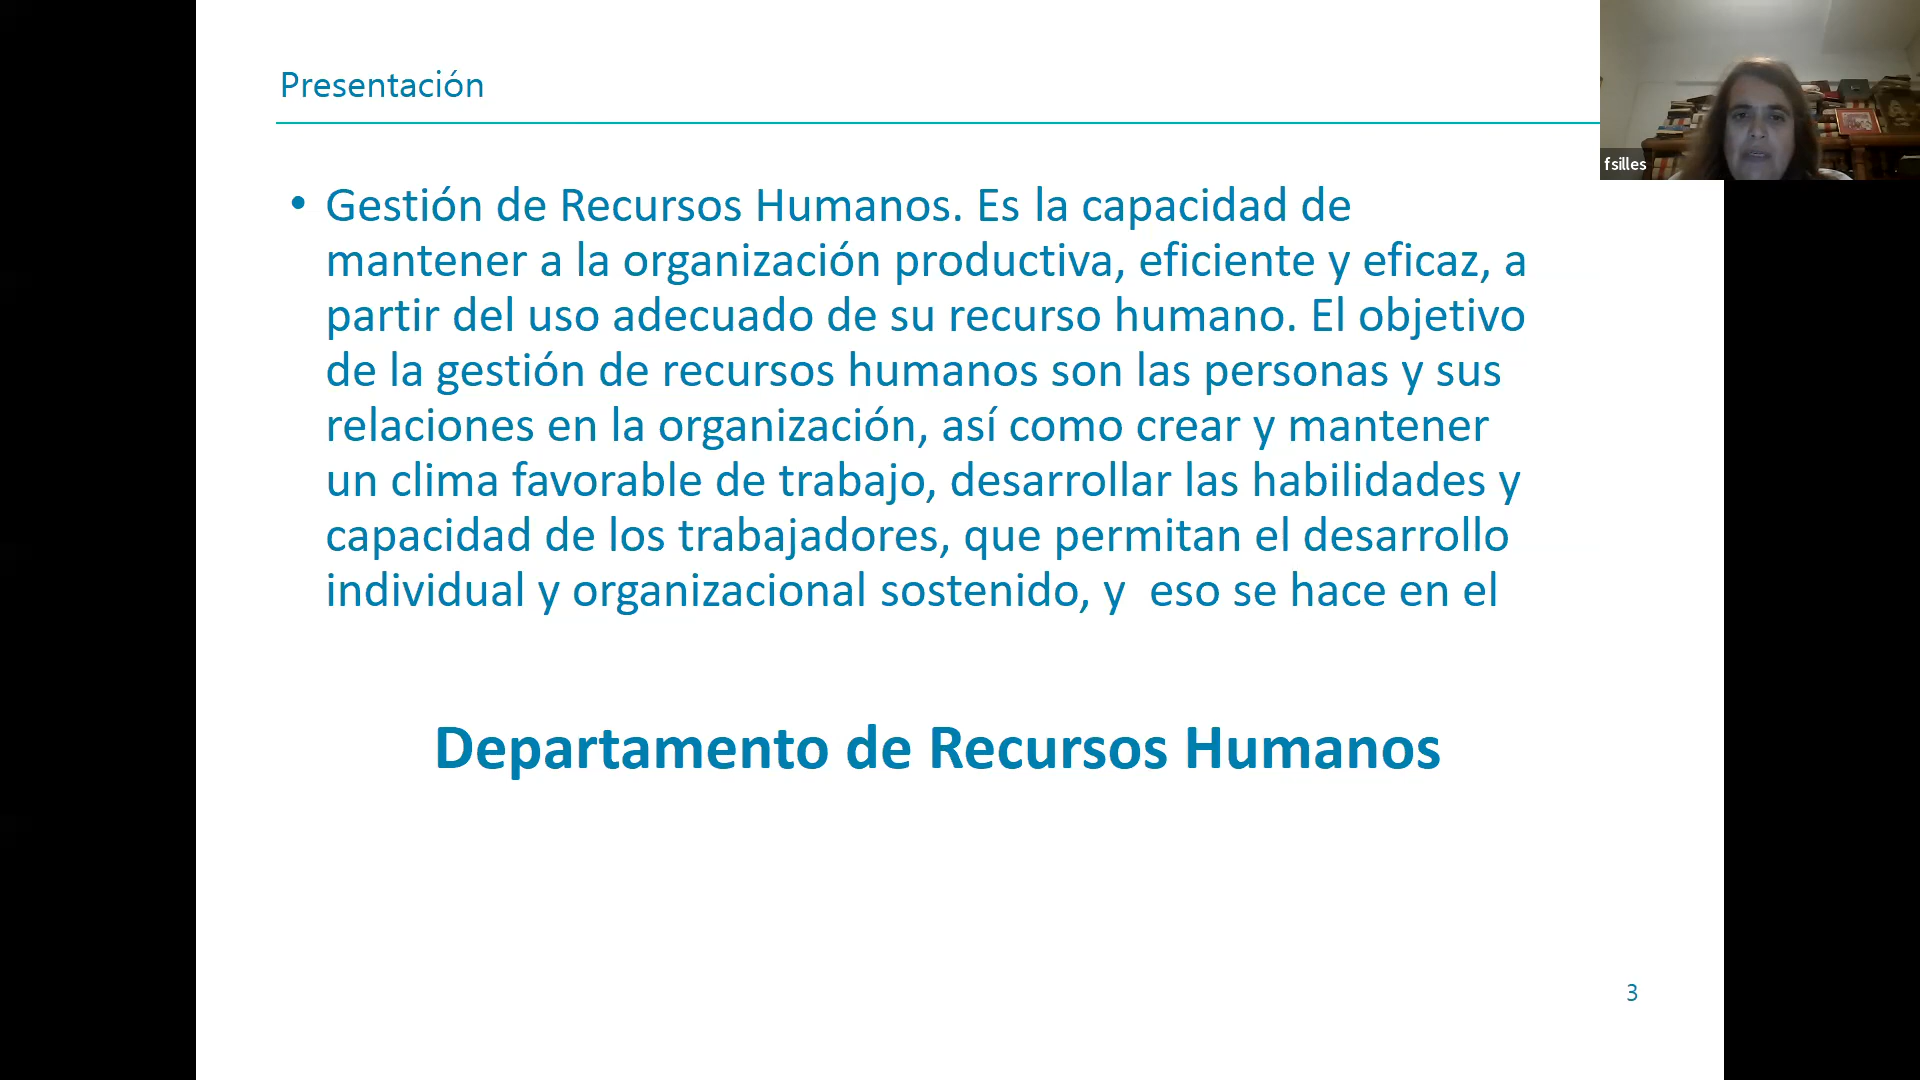 Presentación
fsilles
• Gestión de Recursos Humanos. Es la capacidad de
mantener a la organización productiva, eficiente y eficaz, a
partir del uso adecuado de su recurso humano. El objetivo
de la gestión de recursos humanos son las personas y sus
relaciones en la organización, así como crear y mantener
un clima favorable de trabajo, desarrollar las habilidades y
capacidad de los trabajadores, que permitan el desarrollo
individual y organizacional sostenido, y  eso se hace en el
Departamento de Recursos Humanos
3